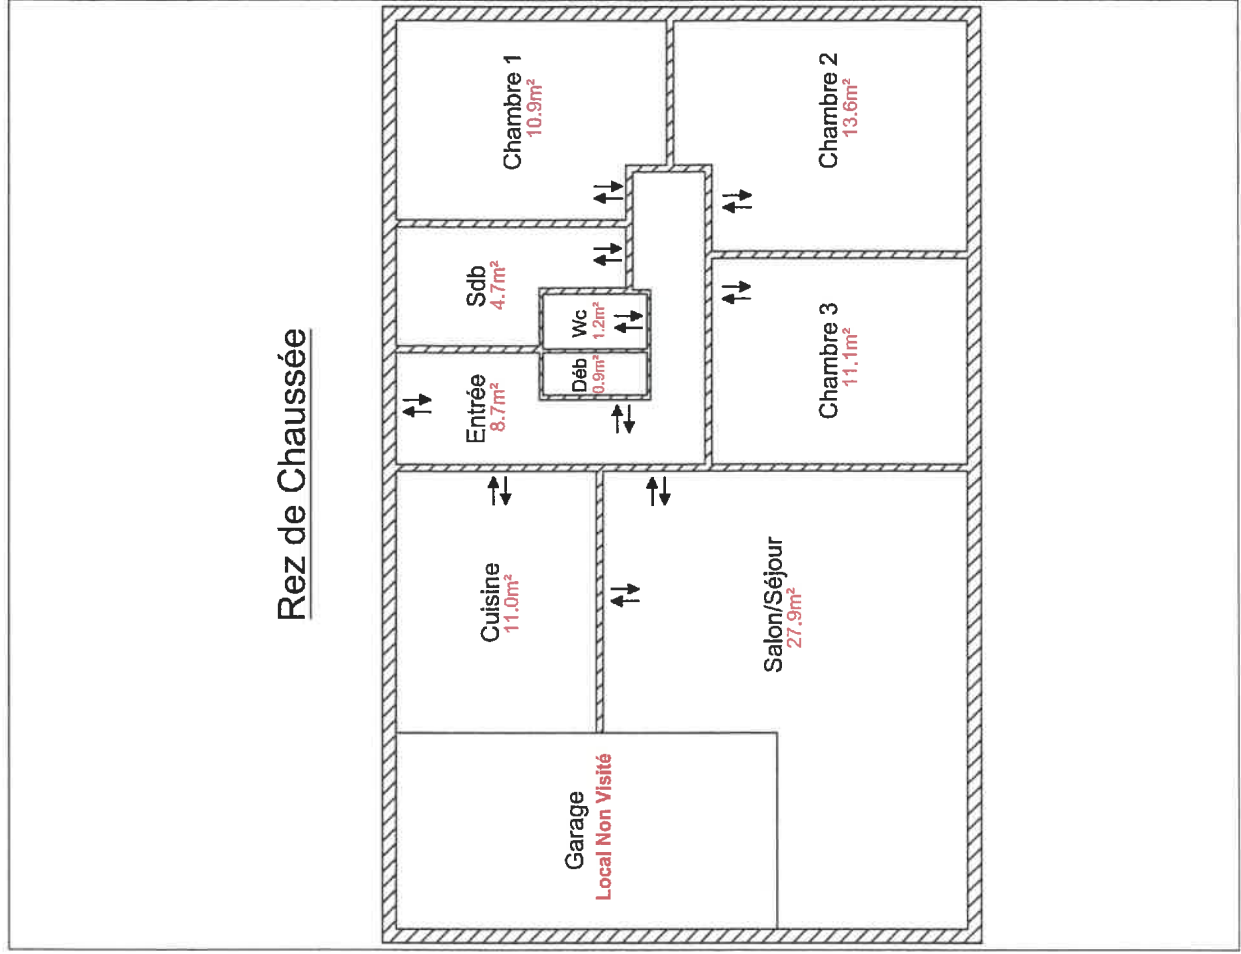 Rez de Chaussée
Garage
Local Non Visité
Cuisine
11.0m²
Entrée
8.7m²
Sdb
4.7m²
Chambre 1
10.9m²
Déb
0.9m²
Wc
1.2m²
Salon/Séjour
27.9m²
Chambre 3
11.1m²
Chambre 2
13.6m²